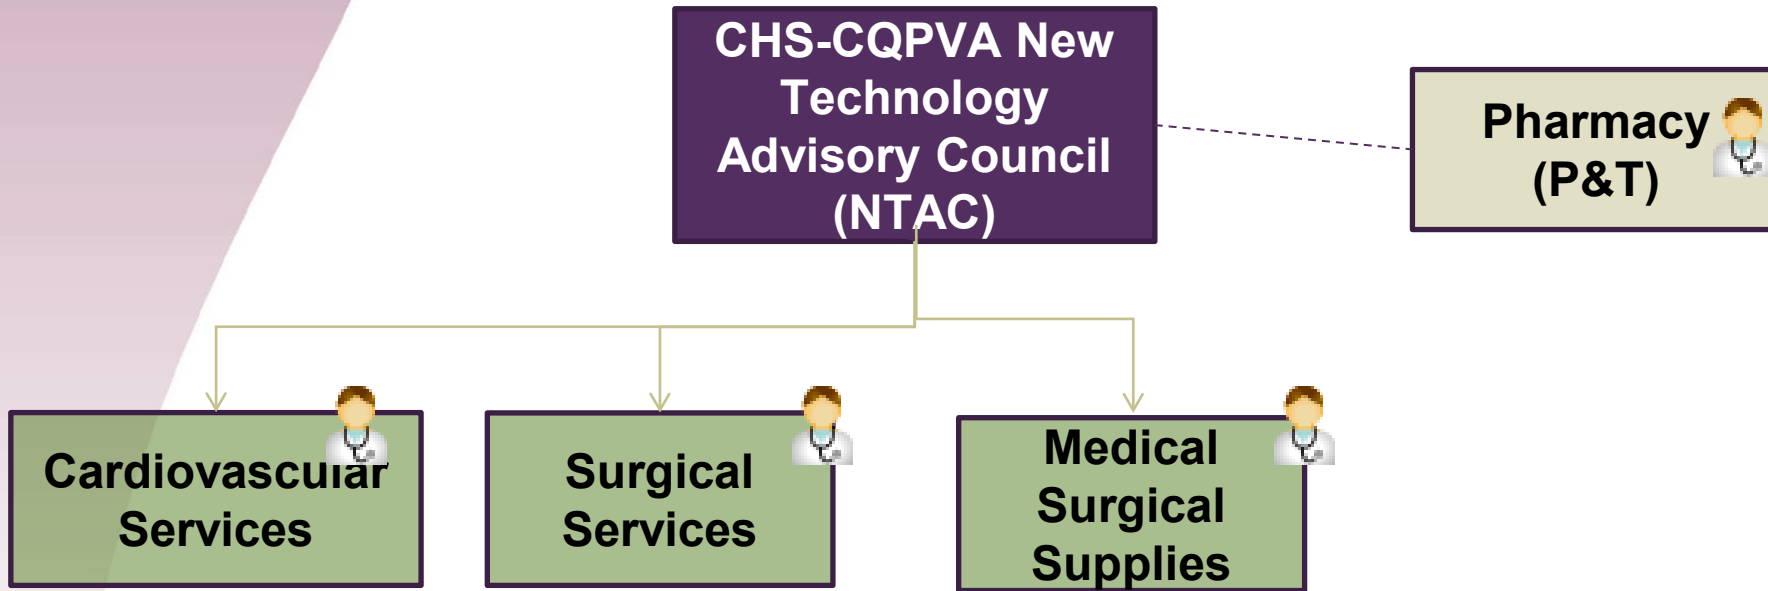 CHS-CQPVA New
Technology
Advisory Council
(NTAC)
Pharmacy
(P&T)
Cardiovascular
Services
Surgical
Services
Medical
Surgical
Supplies